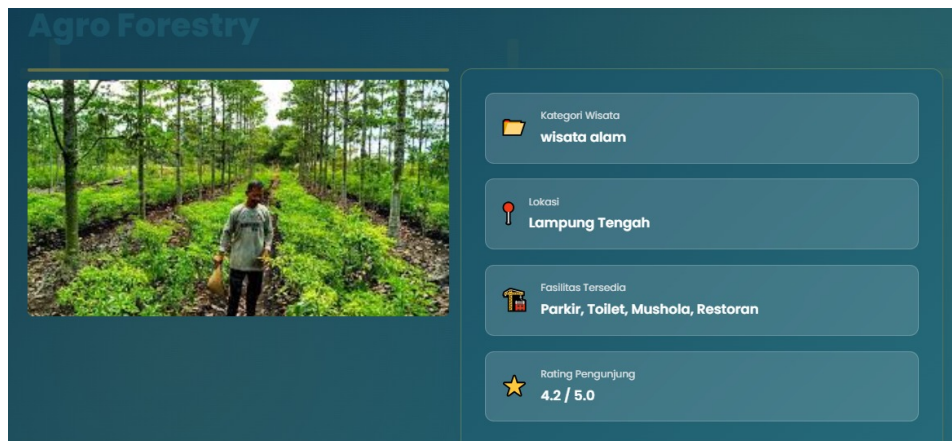 Agro Forestry
Kategori Wisata
wisata alam
Lokasi
Lampung Tengah
Fasilitas Tersedia
Parkir, Toilet, Mushola, Restoran
Rating Pengunjung
4.2 / 5.0